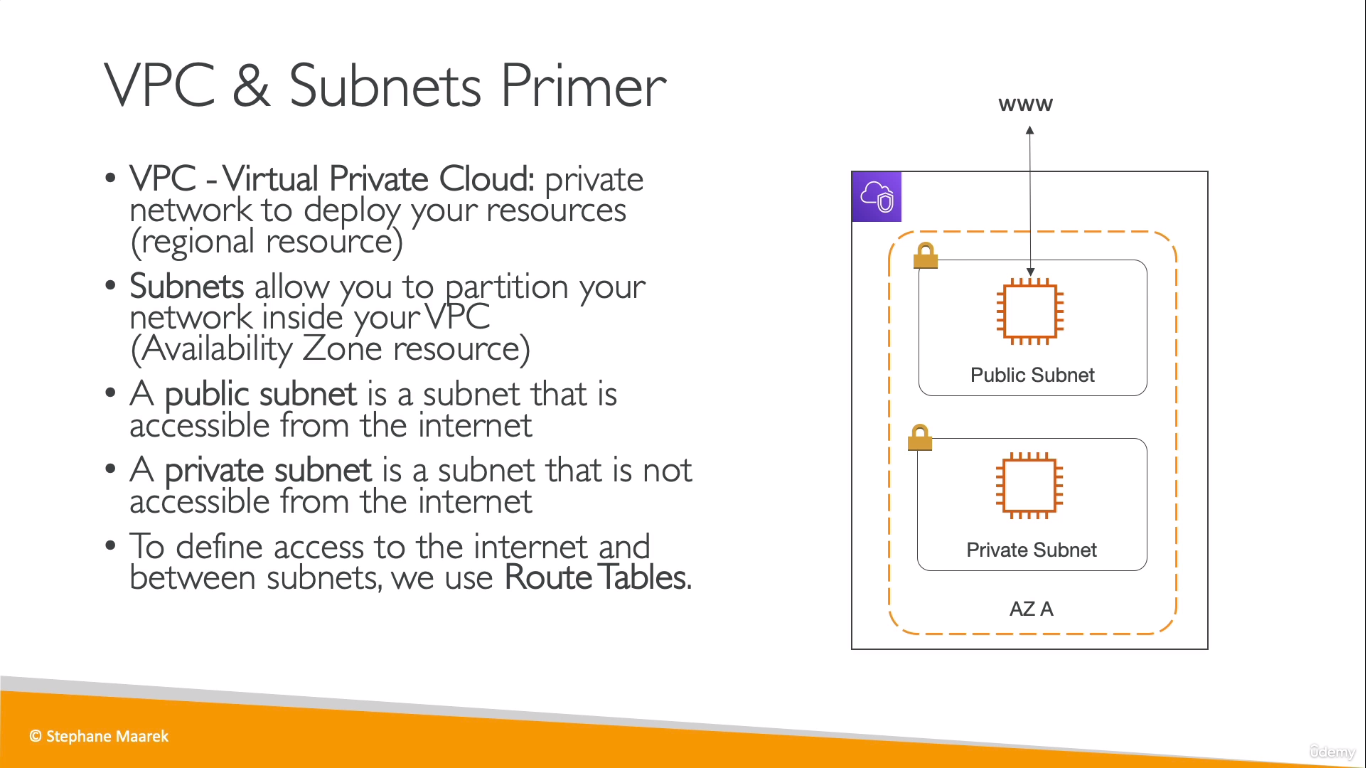 VPC & Subnets Primer
• VPC - Virtual Private Cloud: private
network to deploy your resources
(regional resource)
• Subnets allow you to partition your
network inside your VPC
(Availability Zone resource)
• A public subnet is a subnet that is
accessible from the internet
• A private subnet is a subnet that is not
accessible from the internet
• To define access to the internet and
between subnets, we use Route Tables.
www
Public Subnet
Private Subnet
AZ A
© Stephane Maarek
ûdemy